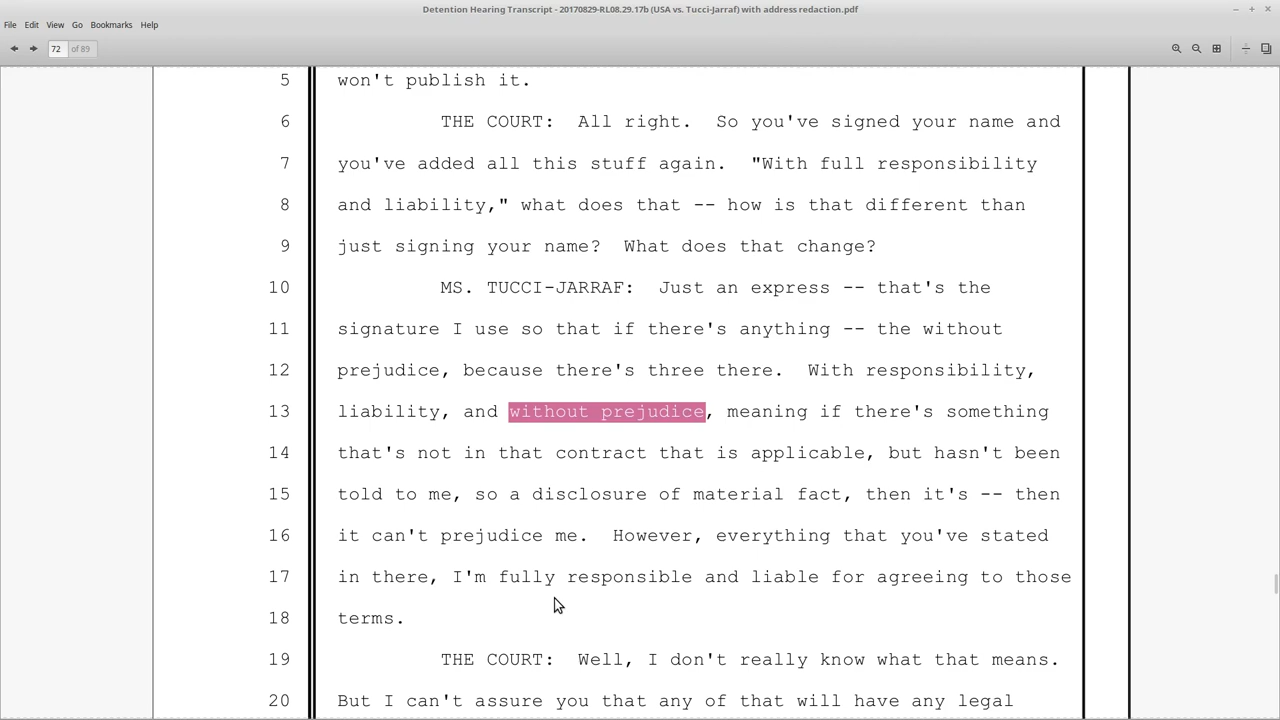 Detention Hearing Transcript - 20170829-RL08.29.17b (USA vs. Tucci-Jarraf) with address redaction.pdf
File Edit View Go Bookmarks Help
72 of 89
5 won't publish it.
6 THE COURT: All right. So you've signed your name and
7 you've added all this stuff again. "With full responsibility
8 and liability," what does that -- how is that different than
9 just signing your name? What does that change?
10 MS. TUCCI-JARRAF: Just an express -- that's the
11 signature I use so that if there's anything -- the without
12 prejudice, because there's three there. With responsibility,
13 liability, and without prejudice, meaning if there's something
14 that's not in that contract that is applicable, but hasn't been
15 told to me, so a disclosure of material fact, then it's -- then
16 it can't prejudice me. However, everything that you've stated
17 in there, I'm fully responsible and liable for agreeing to those
18 terms.
19 THE COURT: Well, I don't really know what that means.
20 But I can't assure you that any of that will have any legal